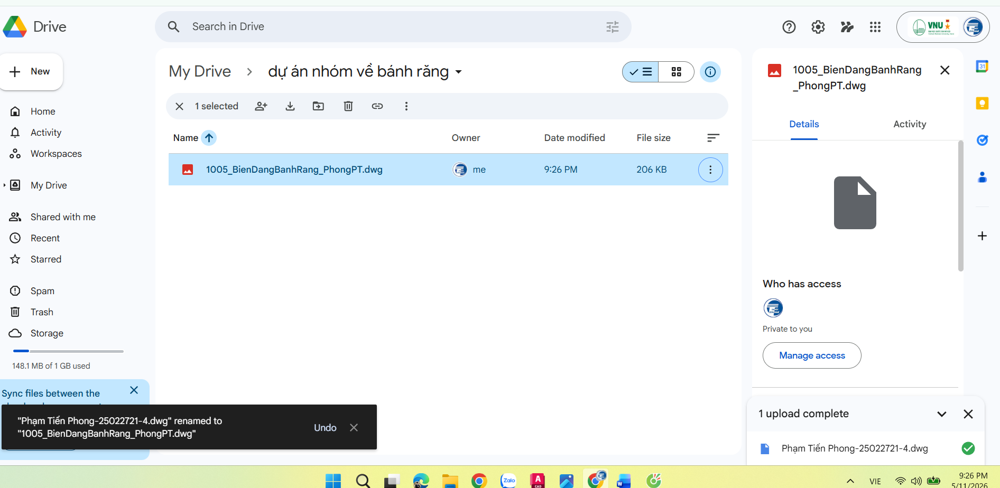 Drive
Search in Drive
VNU
New
My Drive
dự án nhóm về bánh răng
1 selected
Home
Activity
Workspaces
My Drive
Shared with me
Recent
Starred
Spam
Trash
Storage
148.1 MB of 1 GB used
Sync files between the
Name
Owner
Date modified
File size
1005_BienDangBanhRang_PhongPT.dwg
me
9:26 PM
206 KB
1005_BienDangBanhRang
_PhongPT.dwg
Details
Activity
Who has access
Private to you
Manage access
31
"Phạm Tiến Phong-25022721-4.dwg" renamed to
"1005_BienDangBanhRang_PhongPT.dwg"
Undo
1 upload complete
Phạm Tiến Phong-25022721-4.dwg
Zalo
A
CAD
W
VIE
9:26 PM
5/11/2026